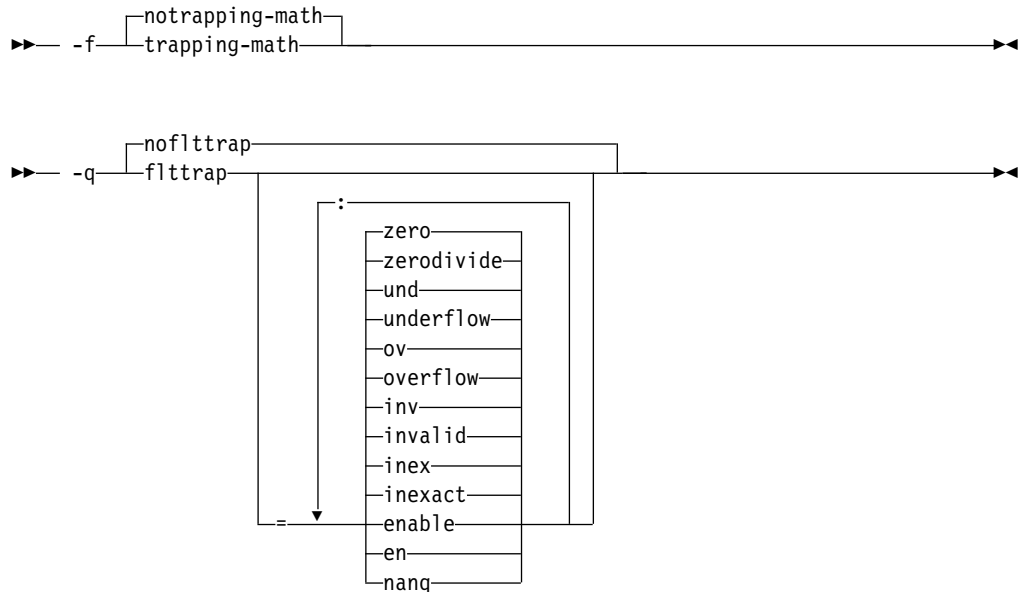 notrapping-math
-f trapping-math
noflttrap
-q flttrap
:
zero
zerodivide
und
underflow
ov
overflow
inv
invalid
inex
inexact
= enable
en
nanq